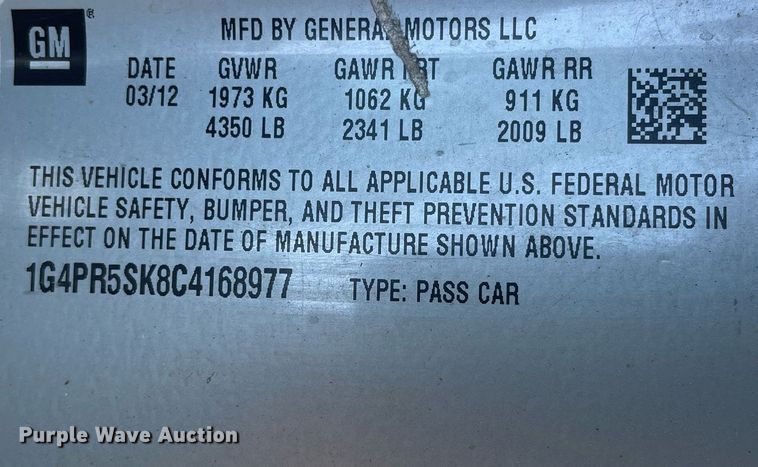 GM ®
MFD BY GENERAL MOTORS LLC
DATE GVWR GAWR FRT GAWR RR
03/12 1973 KG 1062 KG 911 KG
4350 LB 2341 LB 2009 LB
THIS VEHICLE CONFORMS TO ALL APPLICABLE U.S. FEDERAL MOTOR
VEHICLE SAFETY, BUMPER, AND THEFT PREVENTION STANDARDS IN
EFFECT ON THE DATE OF MANUFACTURE SHOWN ABOVE.
1G4PR5SK8C4168977 TYPE: PASS CAR
Purple Wave Auction